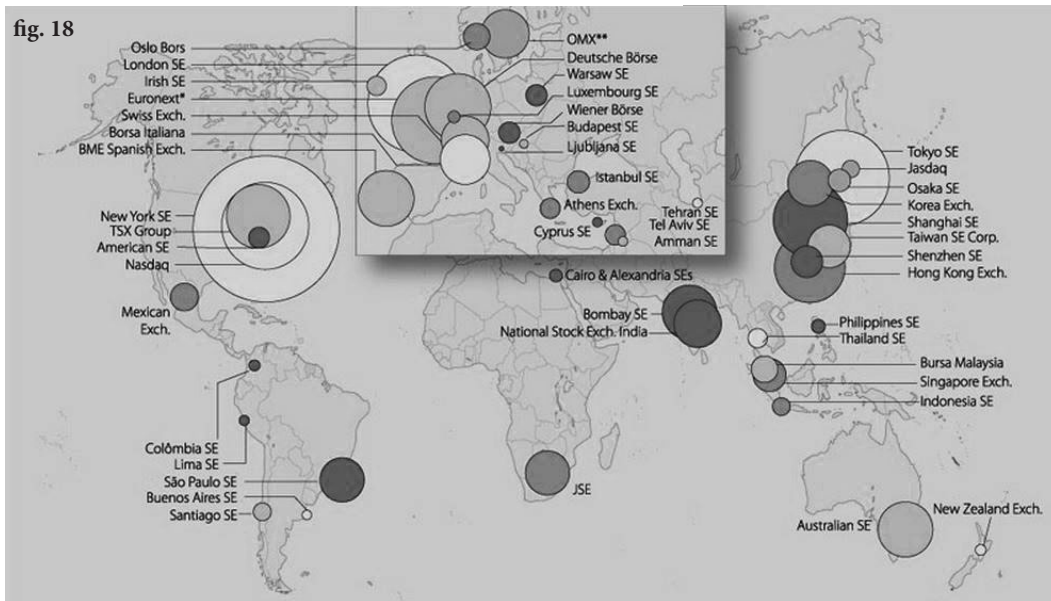 fig. 18
Oslo Bors
London SE
Irish SE
Euronext*
Swiss Exch.
Borsa Italiana
BME Spanish Exch.
OMX**
Deutsche Börse
Warsaw SE
Luxembourg SE
Wiener Börse
Budapest SE
Ljubljana SE
Istanbul SE
Athens Exch.
Cyprus SE
Tehran SE
Tel Aviv SE
Amman SE
New York SE
TSX Group
American SE
Nasdaq
Mexican
Exch.
Cairo & Alexandria SEs
Bombay SE
National Stock Exch. India
Tokyo SE
Jasdaq
Osaka SE
Korea Exch.
Shanghai SE
Taiwan SE Corp.
Shenzhen SE
Hong Kong Exch.
Philippines SE
Thailand SE
Bursa Malaysia
Singapore Exch.
Indonesia SE
Colômbia SE
Lima SE
São Paulo SE
Buenos Aires SE
Santiago SE
JSE
Australian SE
New Zealand Exch.